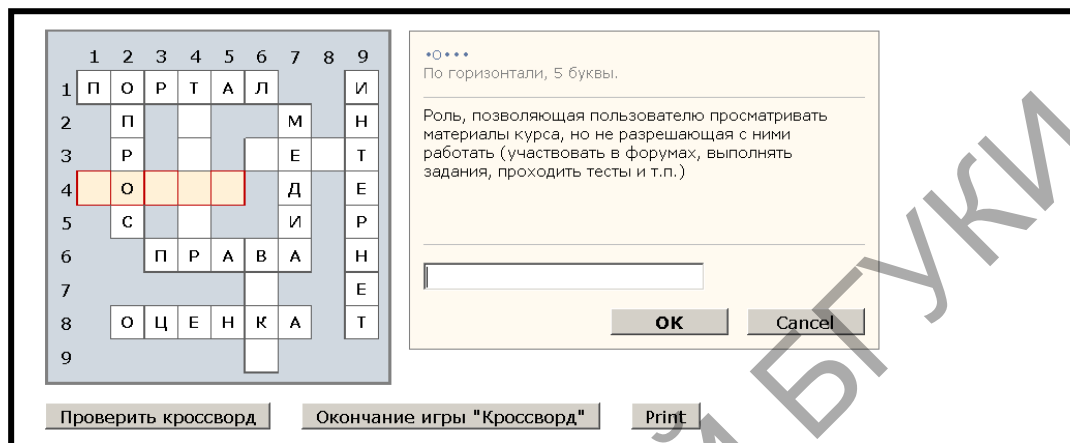 1 2 3 4 5 6 7 8 9
1 П О Р Т А Л И
2 П М Н
3 Р Е Т
4 О Д Е
5 С И Р
6 П Р А В А Н
7 Е
8 О Ц Е Н К А Т
9
•О•••
По горизонтали, 5 буквы.
Роль, позволяющая пользователю просматривать
материалы курса, но не разрешающая с ними
работать (участвовать в форумах, выполнять
задания, проходить тесты и т.п.)
OK Cancel
Проверить кроссворд Окончание игры "Кроссворд" Print
Й БГУКИ